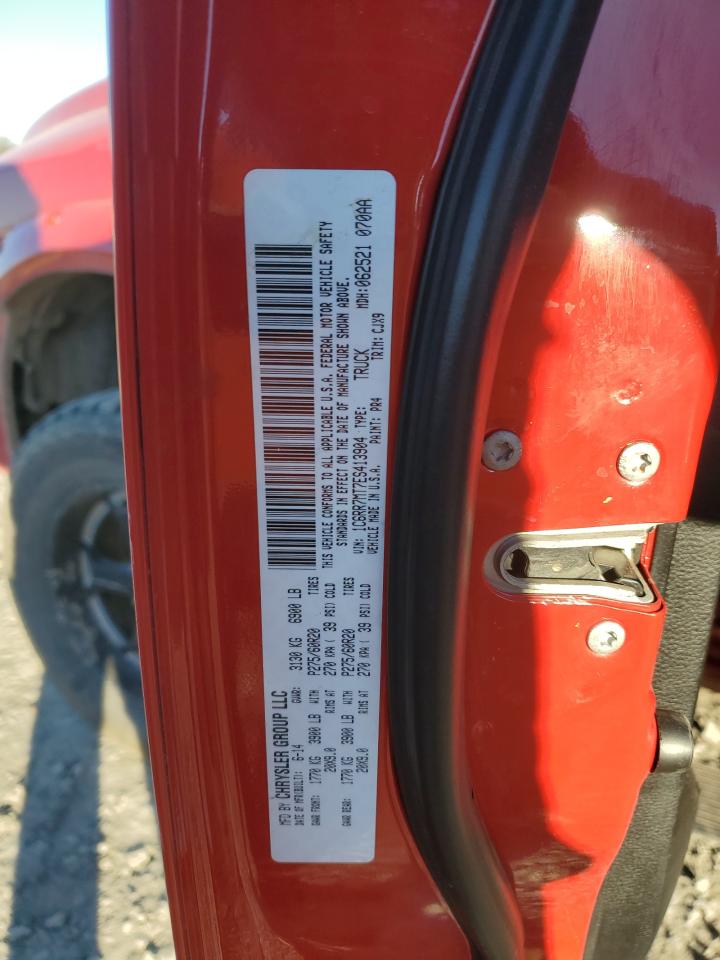 MFD BY CHRYSLER GROUP LLC
DATE OF MFR(BUILT): 6-14 GVWR: 3130 KG 6900 LB
GAWR FRONT: 1770 KG 3900 LB WITH P275/60R20 TIRES
20X9.0 RIMS AT 270 KPA ( 39 PSI) COLD
GAWR REAR: 1770 KG 3900 LB WITH P275/60R20 TIRES
20X9.0 RIMS AT 270 KPA ( 39 PSI) COLD
THIS VEHICLE CONFORMS TO ALL APPLICABLE U.S.A. FEDERAL MOTOR VEHICLE SAFETY
STANDARDS IN EFFECT ON THE DATE OF MANUFACTURE SHOWN ABOVE.
VIN: 1C6RR7MT7ES413904 TYPE: TRUCK MDH:062521 070AA
VEHICLE MADE IN U.S.A. PAINT: PR4 TRIM: CJX9